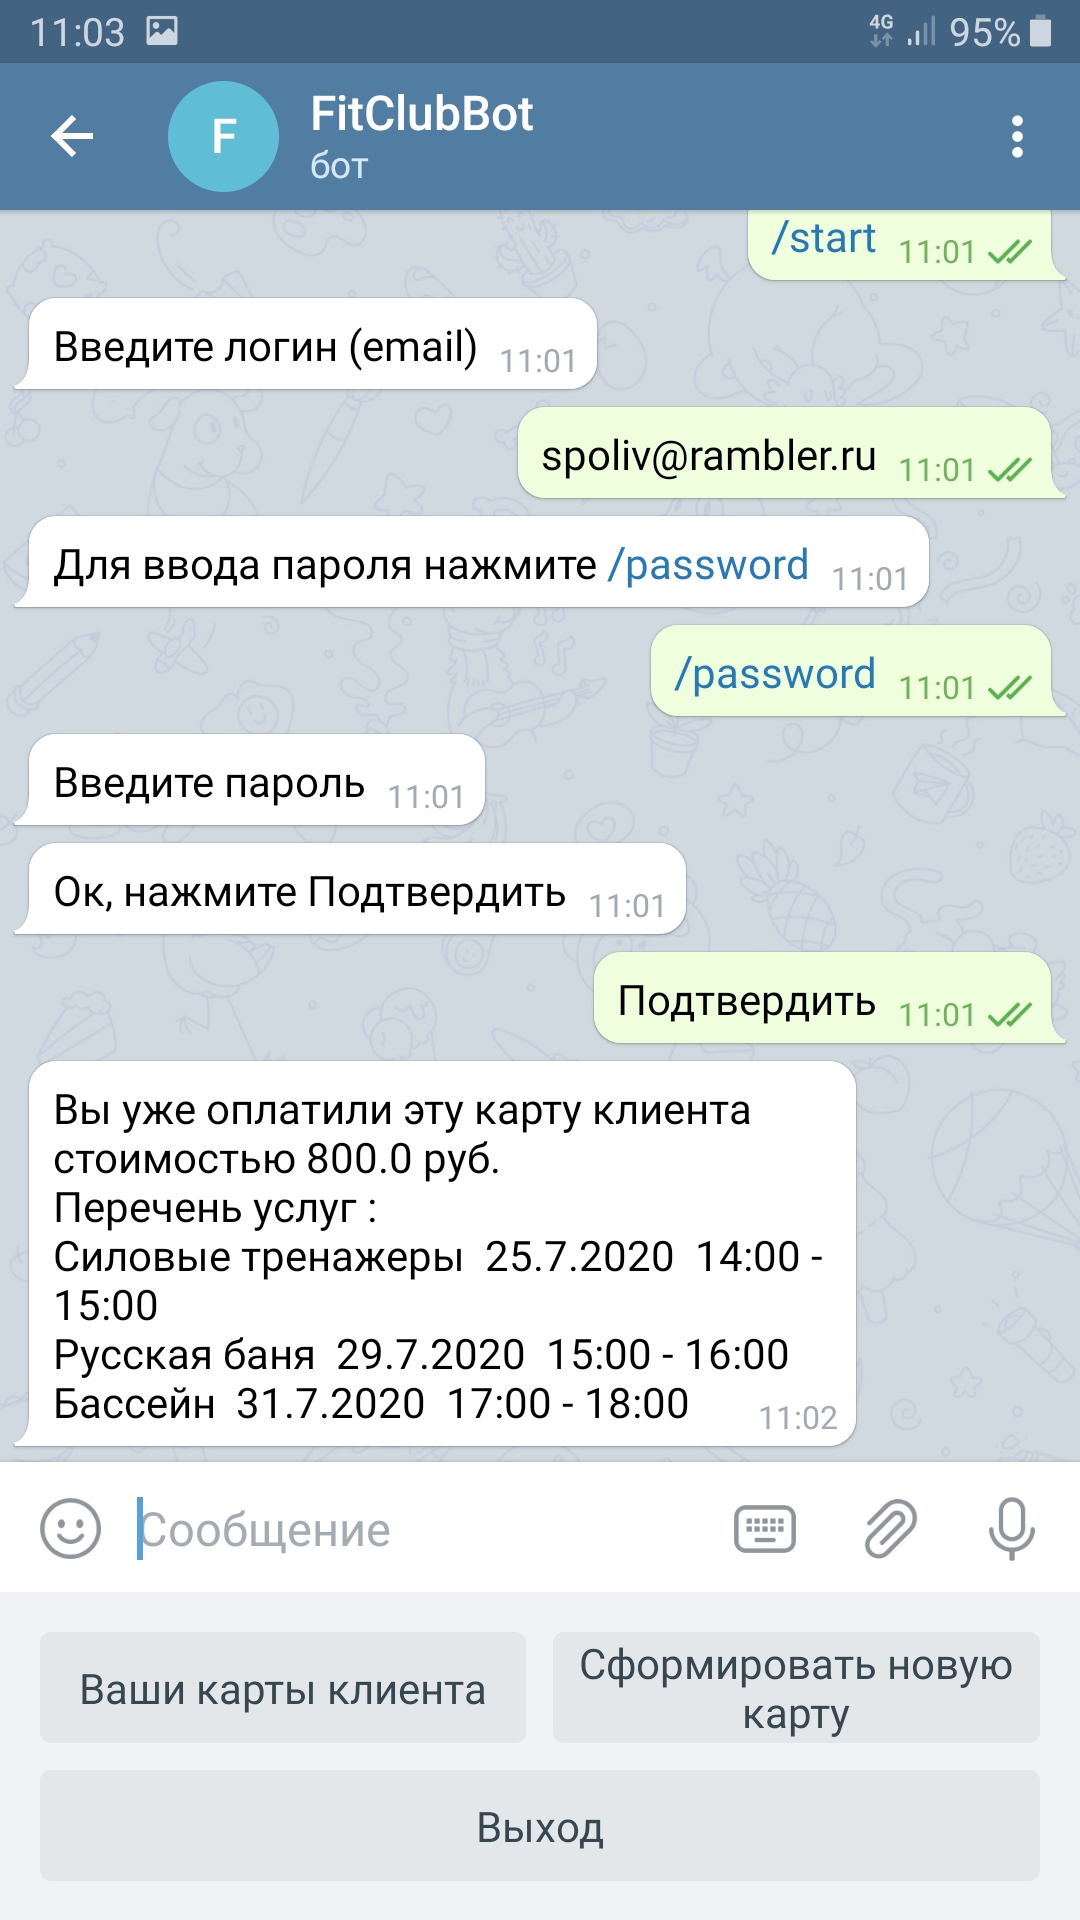 11:03
4G
95%
F
FitClubBot
бот
/start 11:01
Введите логин (email) 11:01
spoliv@rambler.ru 11:01
Для ввода пароля нажмите /password 11:01
/password 11:01
Введите пароль 11:01
Ок, нажмите Подтвердить 11:01
Подтвердить 11:01
Вы уже оплатили эту карту клиента
стоимостью 800.0 руб.
Перечень услуг :
Силовые тренажеры 25.7.2020 14:00 -
15:00
Русская баня 29.7.2020 15:00 - 16:00
Бассейн 31.7.2020 17:00 - 18:00
11:02
Сообщение
Ваши карты клиента
Сформировать новую
карту
Выход